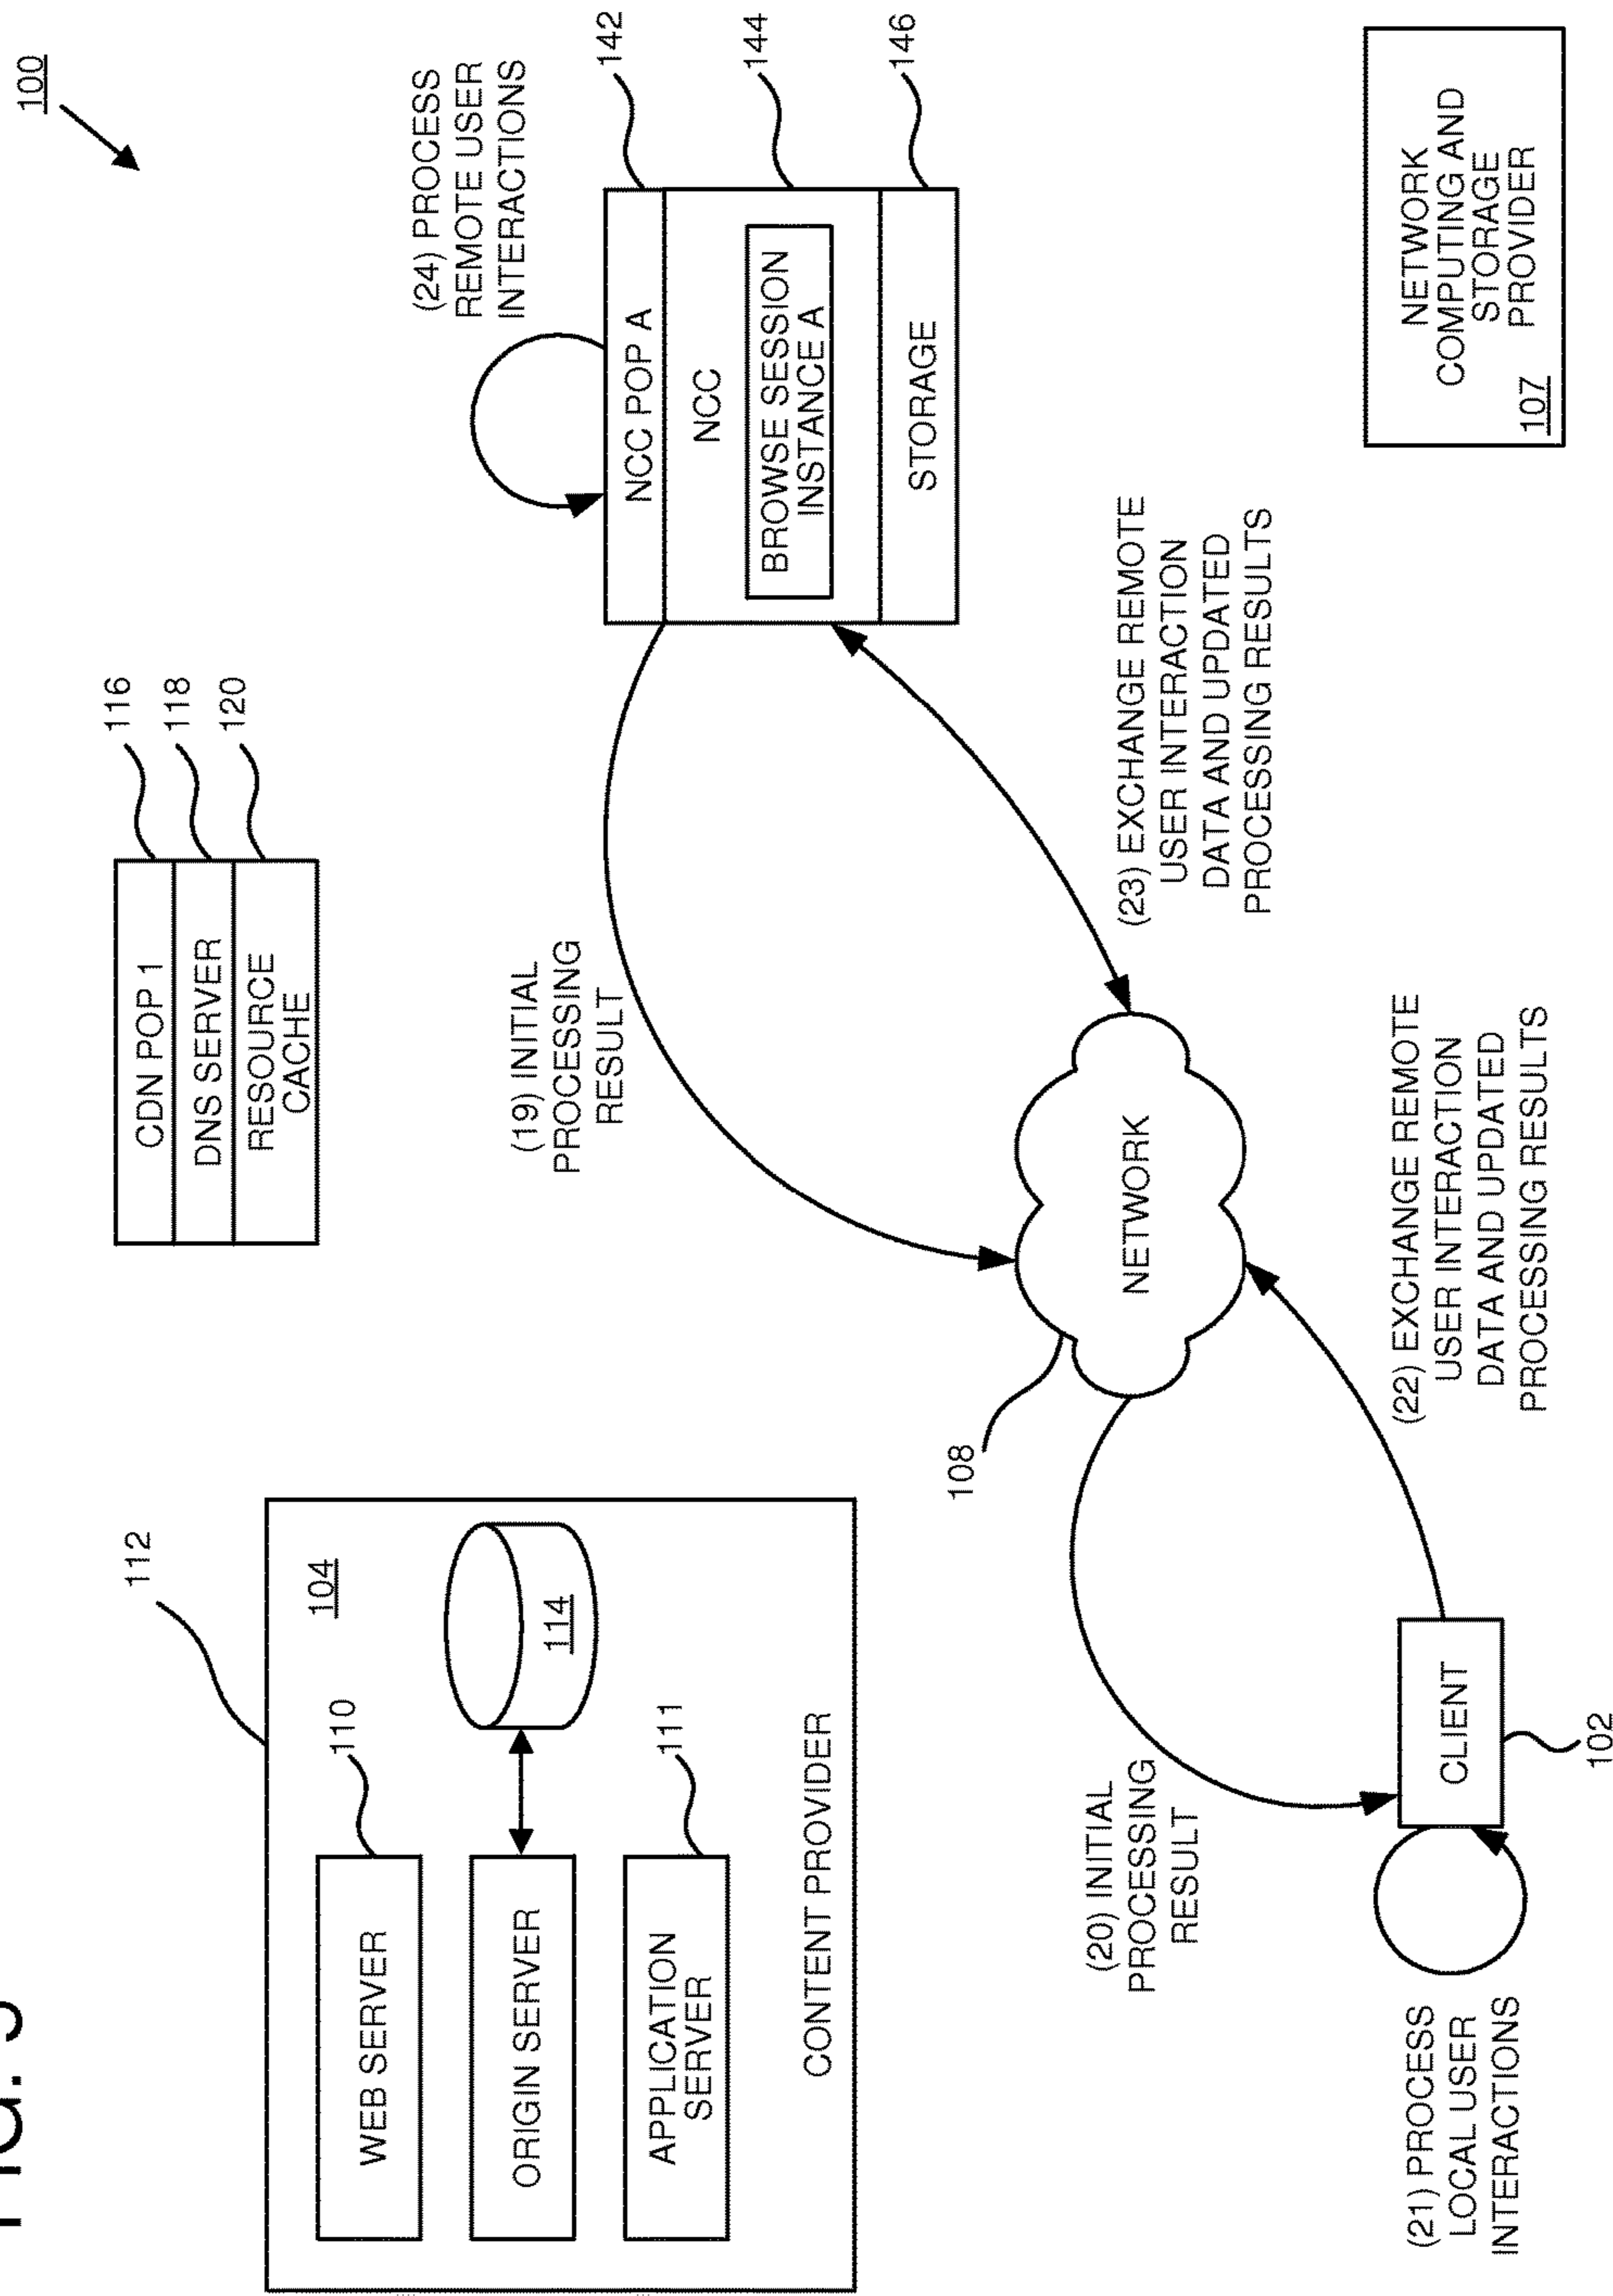 FIG.
100
112
104
110
WEB SERVER
ORIGIN SERVER
114
111
APPLICATION
SERVER
CONTENT PROVIDER
CDN POP 1
DNS SERVER
RESOURCE
CACHE
116
118
120
(24) PROCESS
REMOTE USER
INTERACTIONS
142
144
146
NCC POP A
NCC
BROWSE SESSION
INSTANCE A
STORAGE
(19) INITIAL
PROCESSING
RESULT
108
NETWORK
(20) INITIAL
PROCESSING
RESULT
(23) EXCHANGE REMOTE
USER INTERACTION
DATA AND UPDATED
PROCESSING RESULTS
(21) PROCESS
LOCAL USER
INTERACTIONS
CLIENT
102
(22) EXCHANGE REMOTE
USER INTERACTION
DATA AND UPDATED
PROCESSING RESULTS
NETWORK
COMPUTING AND
STORAGE
PROVIDER
107